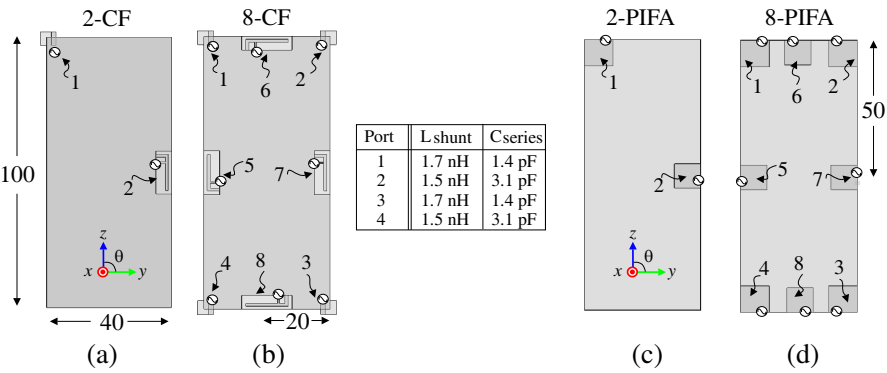 2-CF
8-CF
2-PIFA
8-PIFA
1
2
100
z
θ
x
y
40
(a)
1
6
2
5
7
4
8
3
20
(b)
Port Lshunt Cseries
1 1.7 nH 1.4 pF
2 1.5 nH 3.1 pF
3 1.7 nH 1.4 pF
4 1.5 nH 3.1 pF
1
2
z
θ
x
y
(c)
1
6
2
50
5
7
4
8
3
(d)